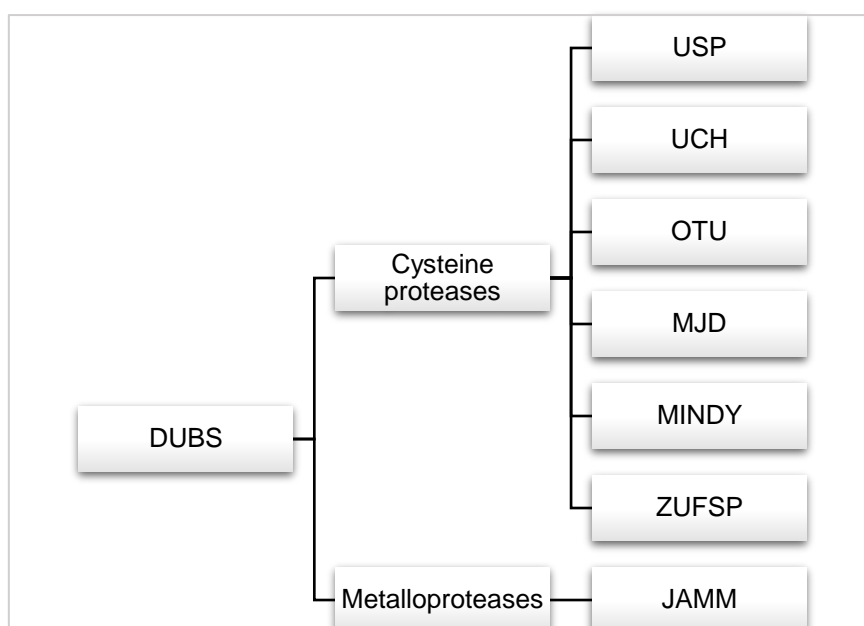 USP
UCH
OTU
Cysteine
proteases
MJD
MINDY
DUBS
ZUFSP
Metalloproteases
JAMM